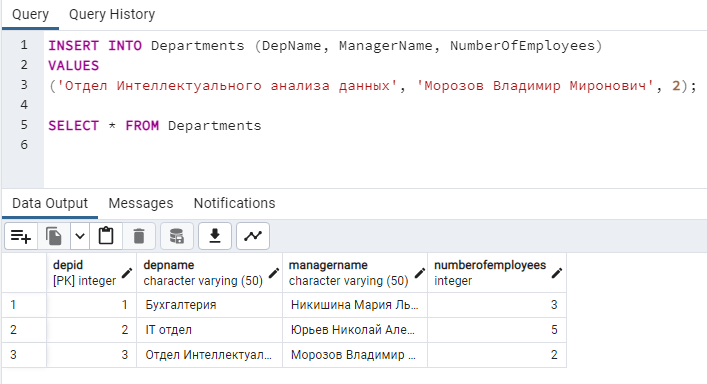 Query Query History
1 INSERT INTO Departments (DepName, ManagerName, NumberOfEmployees)
2 VALUES
3 ('Отдел Интеллектуального анализа данных', 'Морозов Владимир Миронович', 2);
4
5 SELECT * FROM Departments
6
Data Output Messages Notifications
depid depname managername numberofemployees
[PK] integer character varying (50) character varying (50) integer
1 1 Бухгалтерия Никишина Мария Ль... 3
2 2 IT отдел Юрьев Николай Але... 5
3 3 Отдел Интеллектуал... Морозов Владимир ... 2